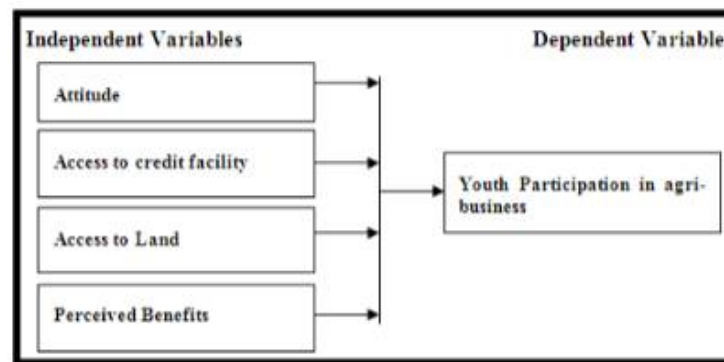 Independent Variables
Dependent Variable
Attitude
Access to credit facility
Access to Land
Perceived Benefits
Youth Participation in agri-
business